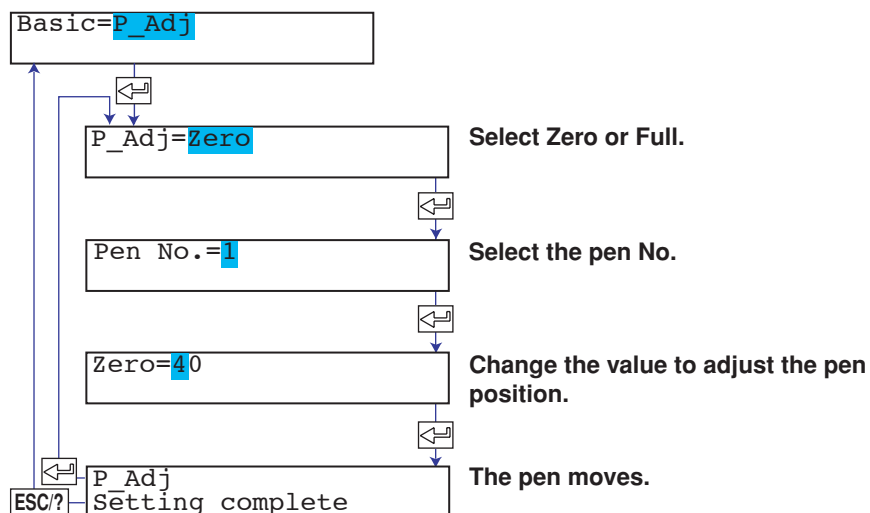 Basic=P_Adj
P_Adj=Zero
Select Zero or Full.
Pen No.=1
Select the pen No.
Zero=40
Change the value to adjust the pen
position.
P_Adj
Setting complete
The pen moves.
ESC/?